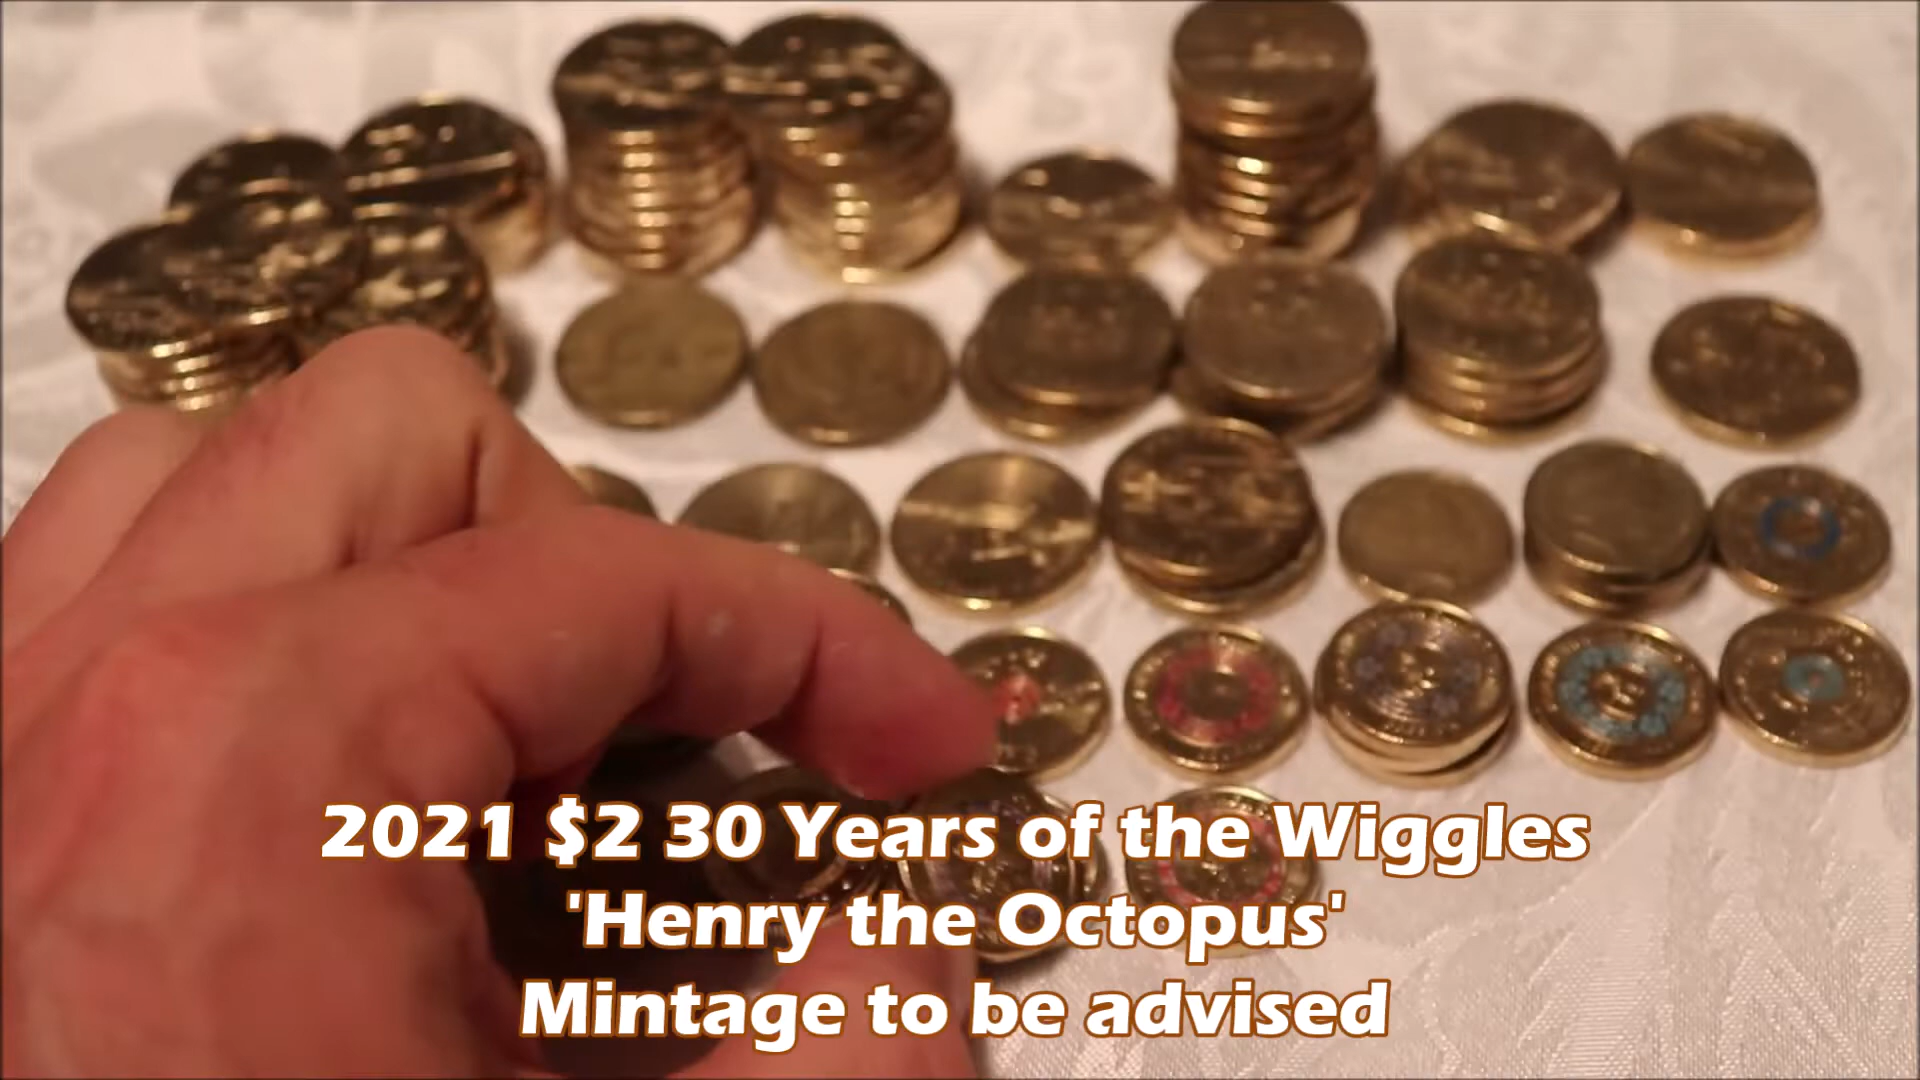 2021 $2 30 Years of the Wiggles
'Henry the Octopus'
Mintage to be advised